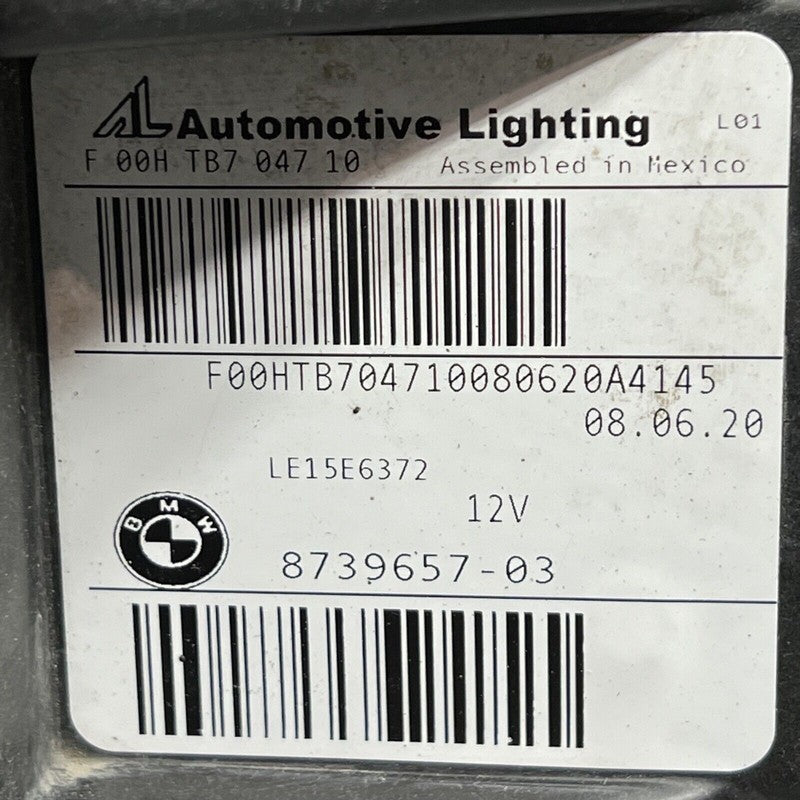 AL Automotive Lighting L01
F 00H TB7 047 10 Assembled in Mexico
F00HTB704710080620A4145
08.06.20
LE15E6372
12V
BMW
8739657-03